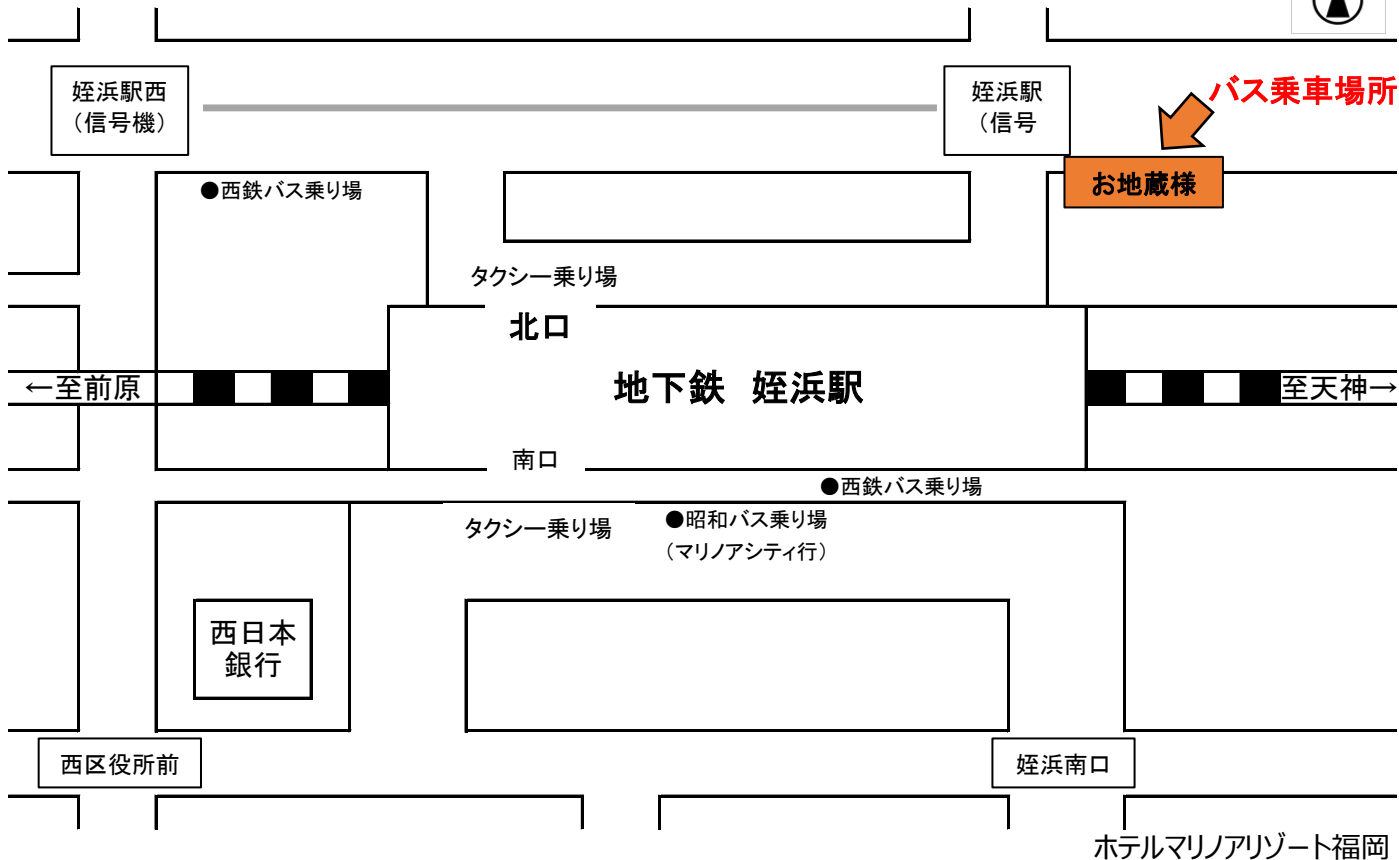 姪浜駅西
（信号機）
姪浜駅
（信号
バス乗車場所
お地蔵様
●西鉄バス乗り場
タクシー乗り場
北口
←至前原
地下鉄 姪浜駅
至天神→
南口
●西鉄バス乗り場
タクシー乗り場
●昭和バス乗り場
（マリノアシティ行）
西日本
銀行
西区役所前
姪浜南口
ホテルマリノアリゾート福岡